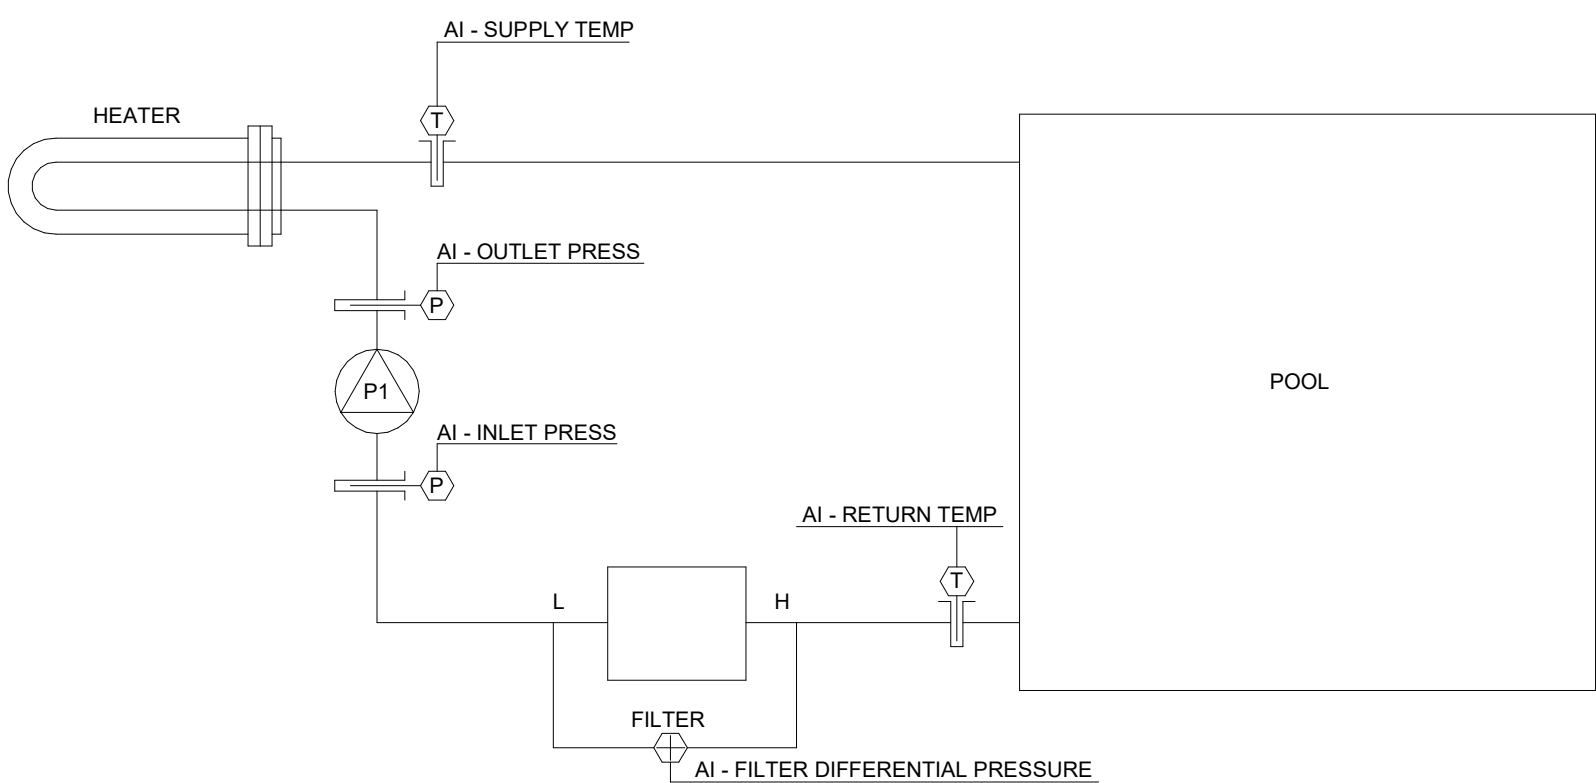 AI - SUPPLY TEMP
HEATER
T
AI - OUTLET PRESS
P
P1
POOL
AI - INLET PRESS
P
AI - RETURN TEMP
T
L
H
FILTER
AI - FILTER DIFFERENTIAL PRESSURE